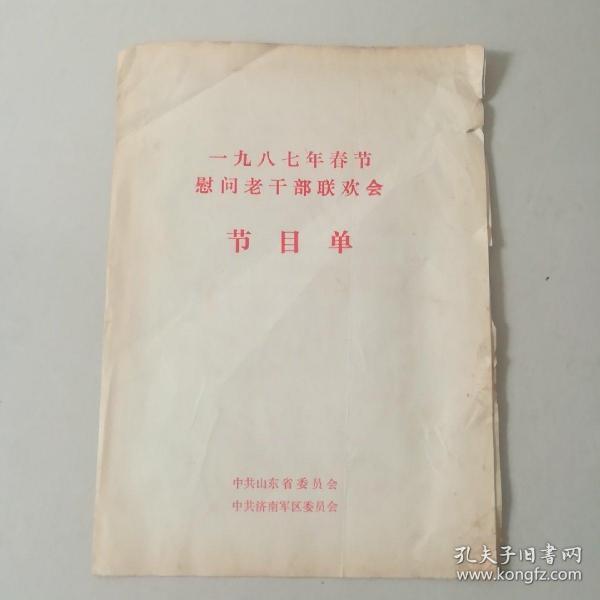 一九八七年春节
慰问老干部联欢会
节目单
中共山东省委员会
中共济南军区委员会
孔夫子旧书网
www.kongfz.com